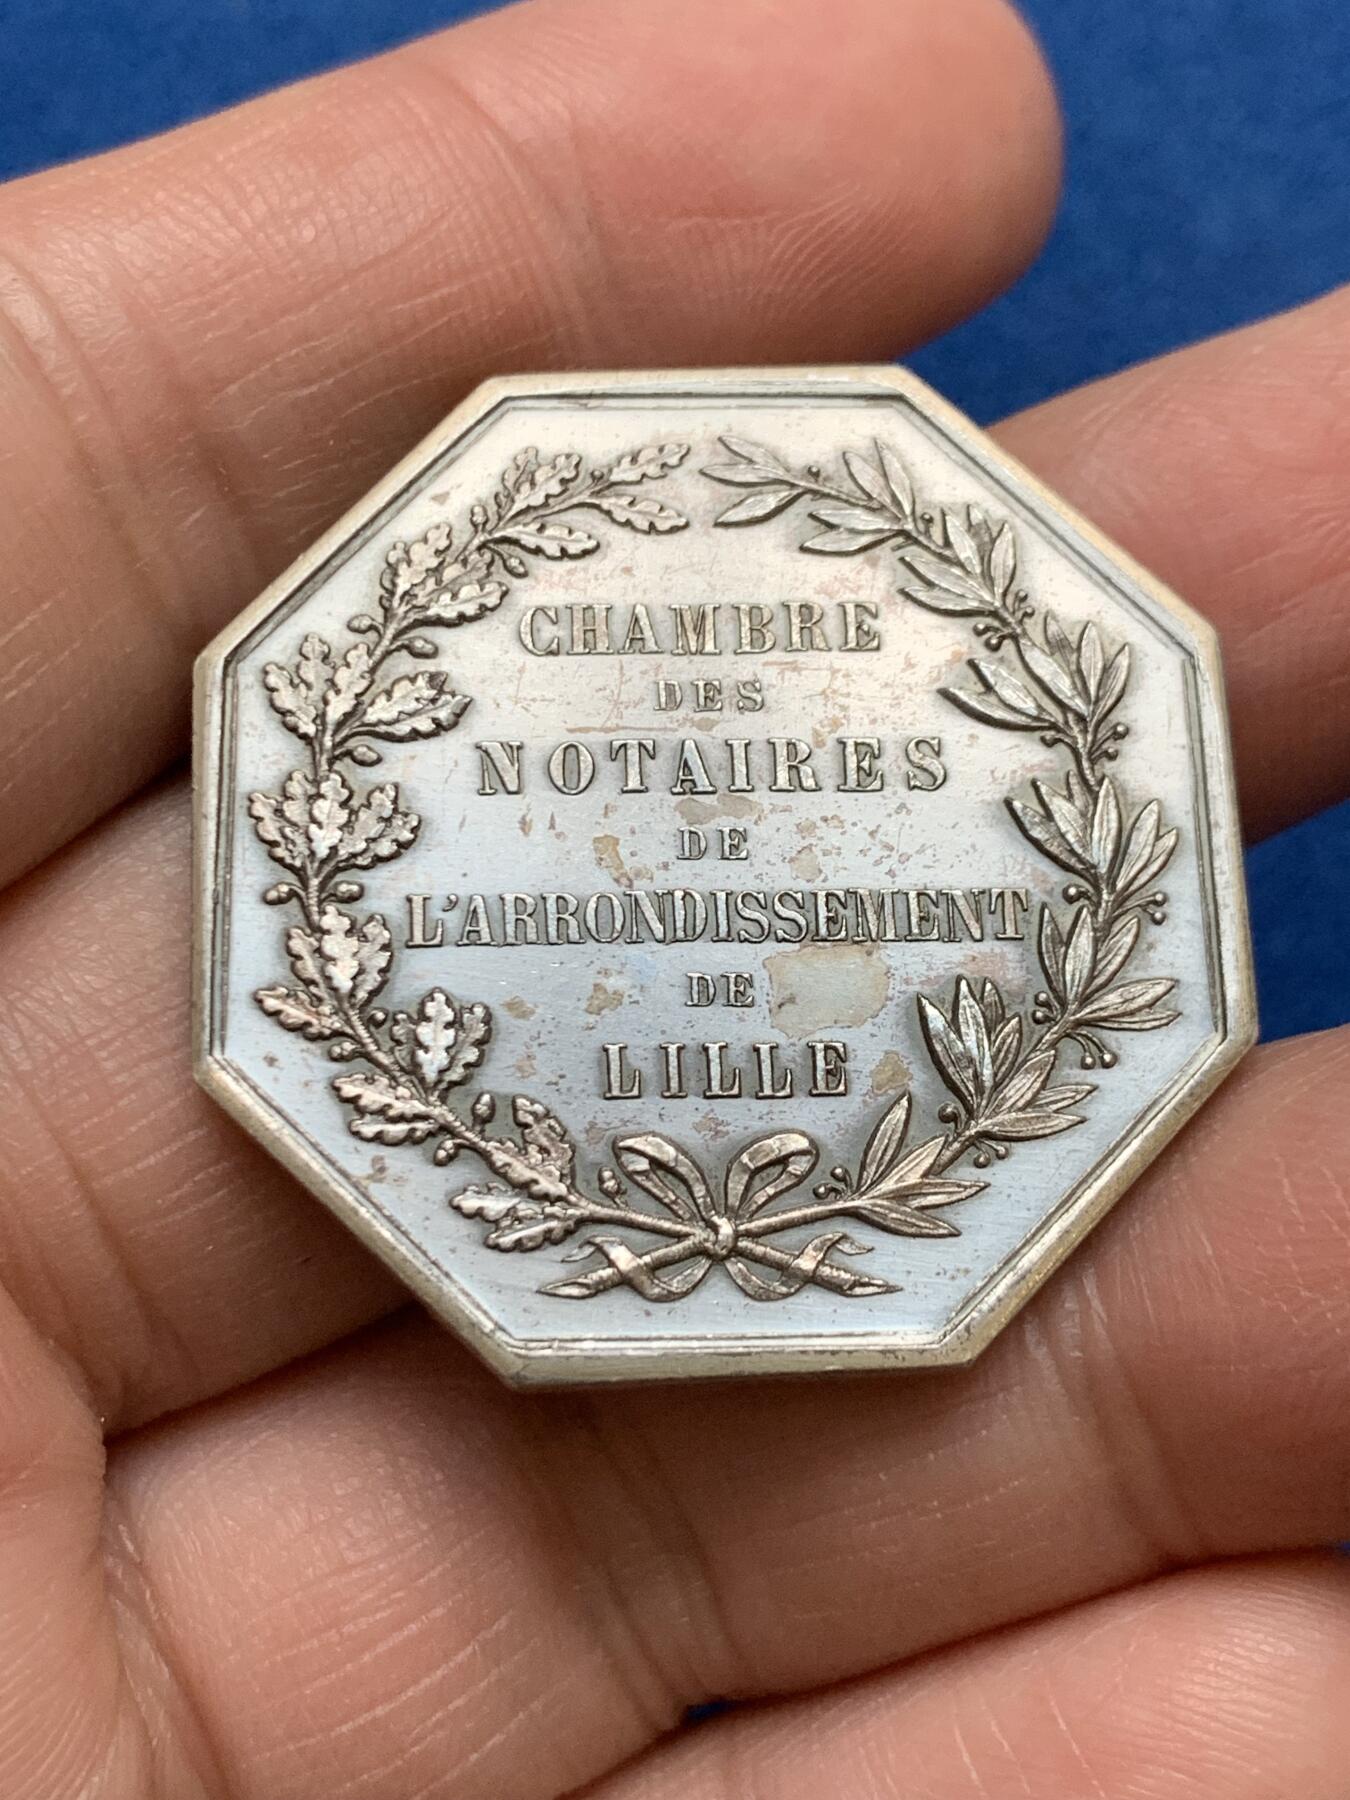 CHAMBRE
DES
NOTAIRES
DE
L'ARRONDISSEMENT
DE
LILLE